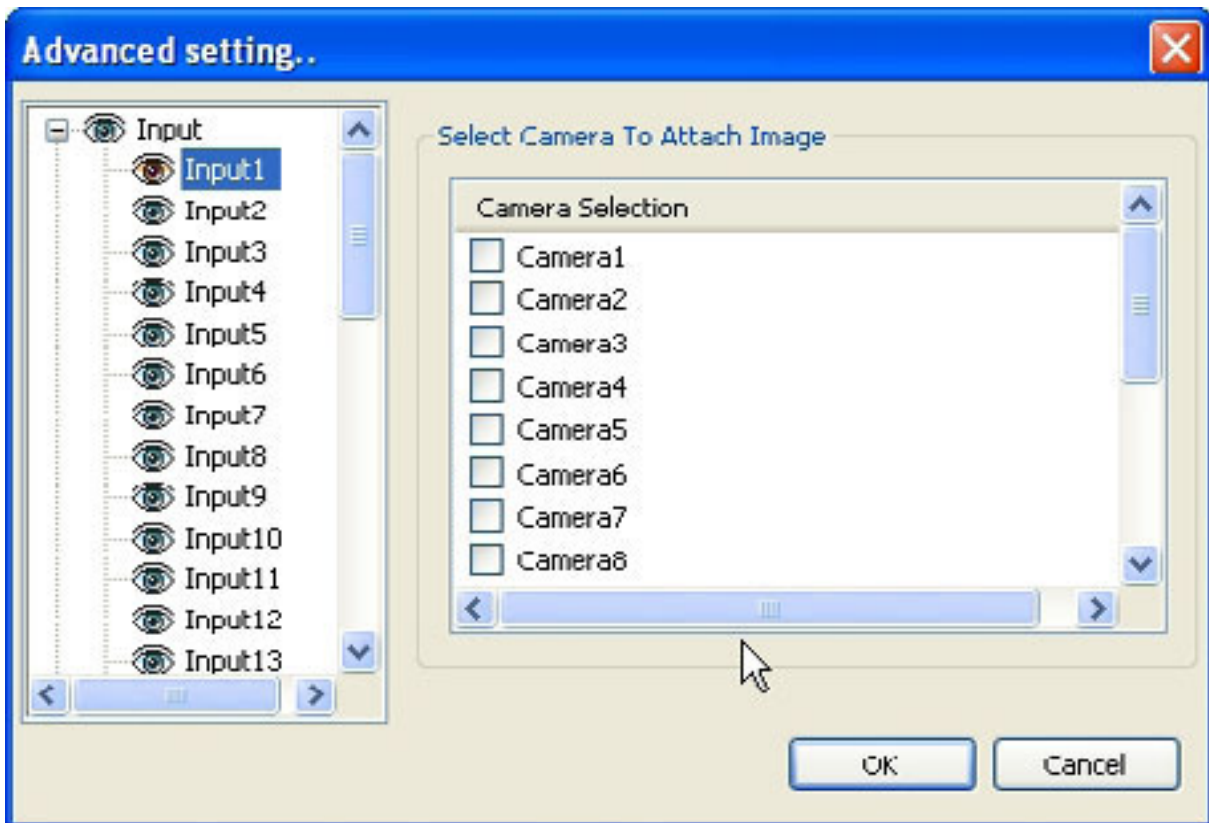 Advanced setting..
Input
Input1
Input2
Input3
Input4
Input5
Input6
Input7
Input8
Input9
Input10
Input11
Input12
Input13
Select Camera To Attach Image
Camera Selection
Camera1
Camera2
Camera3
Camera4
Camera5
Camera6
Camera7
Camera8
OK
Cancel